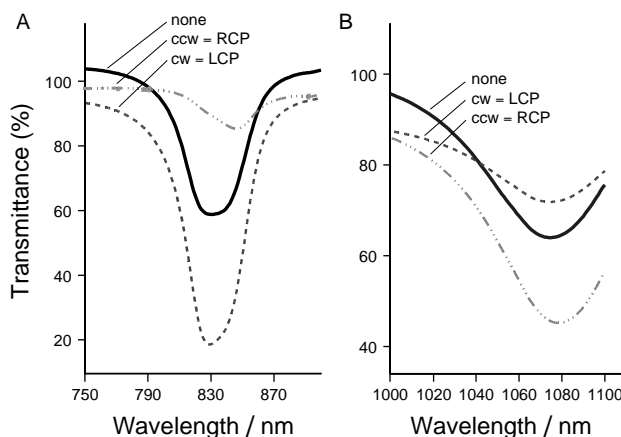 A
none
ccw = RCP
cw = LCP
100
80
60
40
20
750
790
830
870
Wavelength / nm
Transmittance (%)
B
none
cw = LCP
ccw = RCP
100
80
60
40
1000
1020
1040
1060
1080
1100
Wavelength / nm